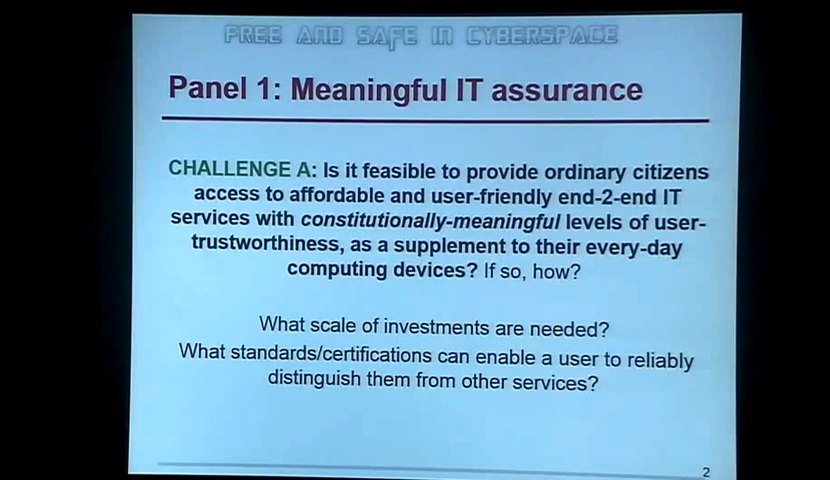 FREE AND SAFE IN CYBERSPACE
Panel 1: Meaningful IT assurance
CHALLENGE A: Is it feasible to provide ordinary citizens
access to affordable and user-friendly end-2-end IT
services with constitutionally-meaningful levels of user-
trustworthiness, as a supplement to their every-day
computing devices? If so, how?
What scale of investments are needed?
What standards/certifications can enable a user to reliably
distinguish them from other services?
2